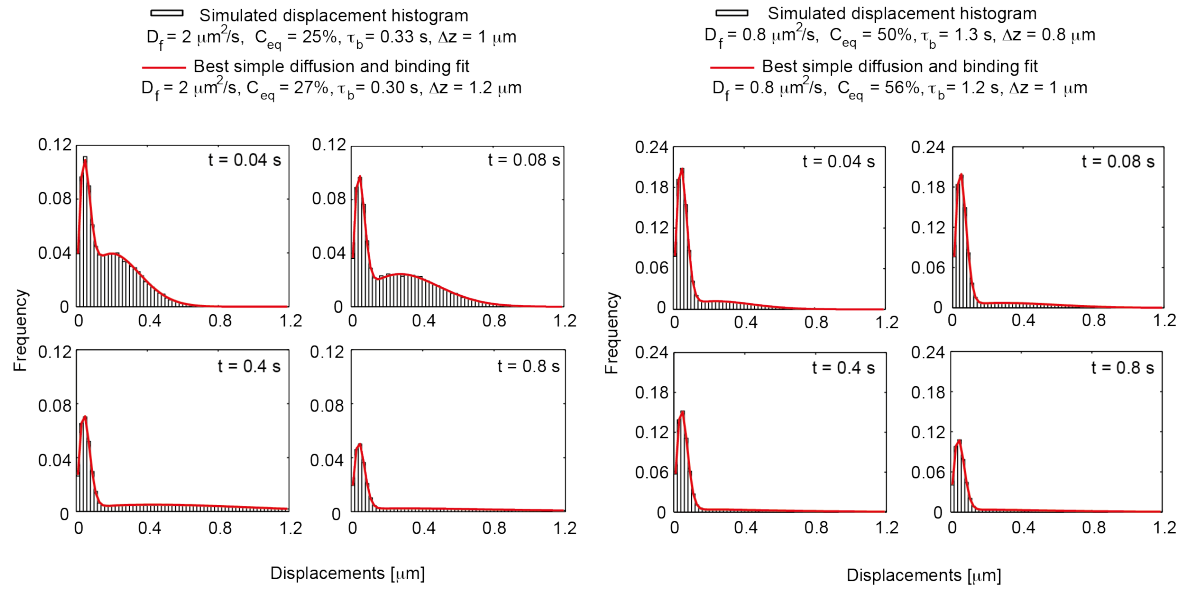 Simulated displacement histogram
D_f = 2 μm²/s, C_eq = 25%, τ_b = 0.33 s, Δz = 1 μm
Best simple diffusion and binding fit
D_f = 2 μm²/s, C_eq = 27%, τ_b = 0.30 s, Δz = 1.2 μm
Simulated displacement histogram
D_f = 0.8 μm²/s, C_eq = 50%, τ_b = 1.3 s, Δz = 0.8 μm
Best simple diffusion and binding fit
D_f = 0.8 μm²/s, C_eq = 56%, τ_b = 1.2 s, Δz = 1 μm
Frequency
0.12
0.08
0.04
0
t = 0.04 s
0 0.4 0.8 1.2
0.12
0.08
0.04
0
t = 0.08 s
0 0.4 0.8 1.2
0.12
0.08
0.04
0
t = 0.4 s
0 0.4 0.8 1.2
0.12
0.08
0.04
0
t = 0.8 s
0 0.4 0.8 1.2
Displacements [μm]
Frequency
0.24
0.18
0.12
0.06
0
t = 0.04 s
0 0.4 0.8 1.2
0.24
0.18
0.12
0.06
0
t = 0.08 s
0 0.4 0.8 1.2
0.24
0.18
0.12
0.06
0
t = 0.4 s
0 0.4 0.8 1.2
0.24
0.18
0.12
0.06
0
t = 0.8 s
0 0.4 0.8 1.2
Displacements [μm]